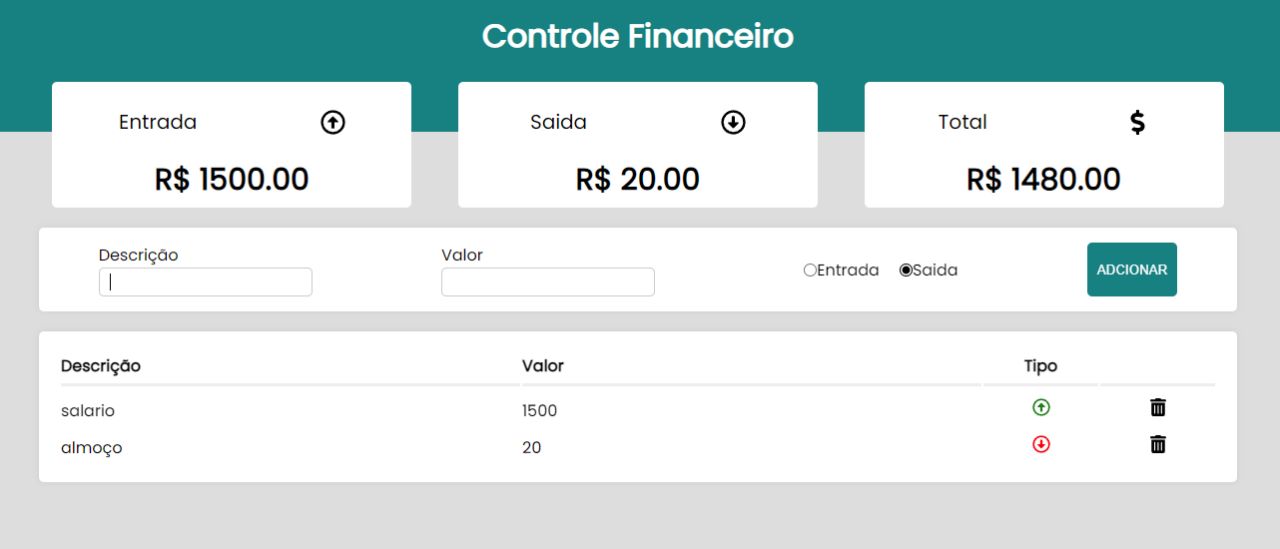 Controle Financeiro
Entrada
R$ 1500.00
Saida
R$ 20.00
Total
R$ 1480.00
Descrição
Valor
Entrada Saida
ADCIONAR
Descrição Valor Tipo
salario 1500
almoço 20